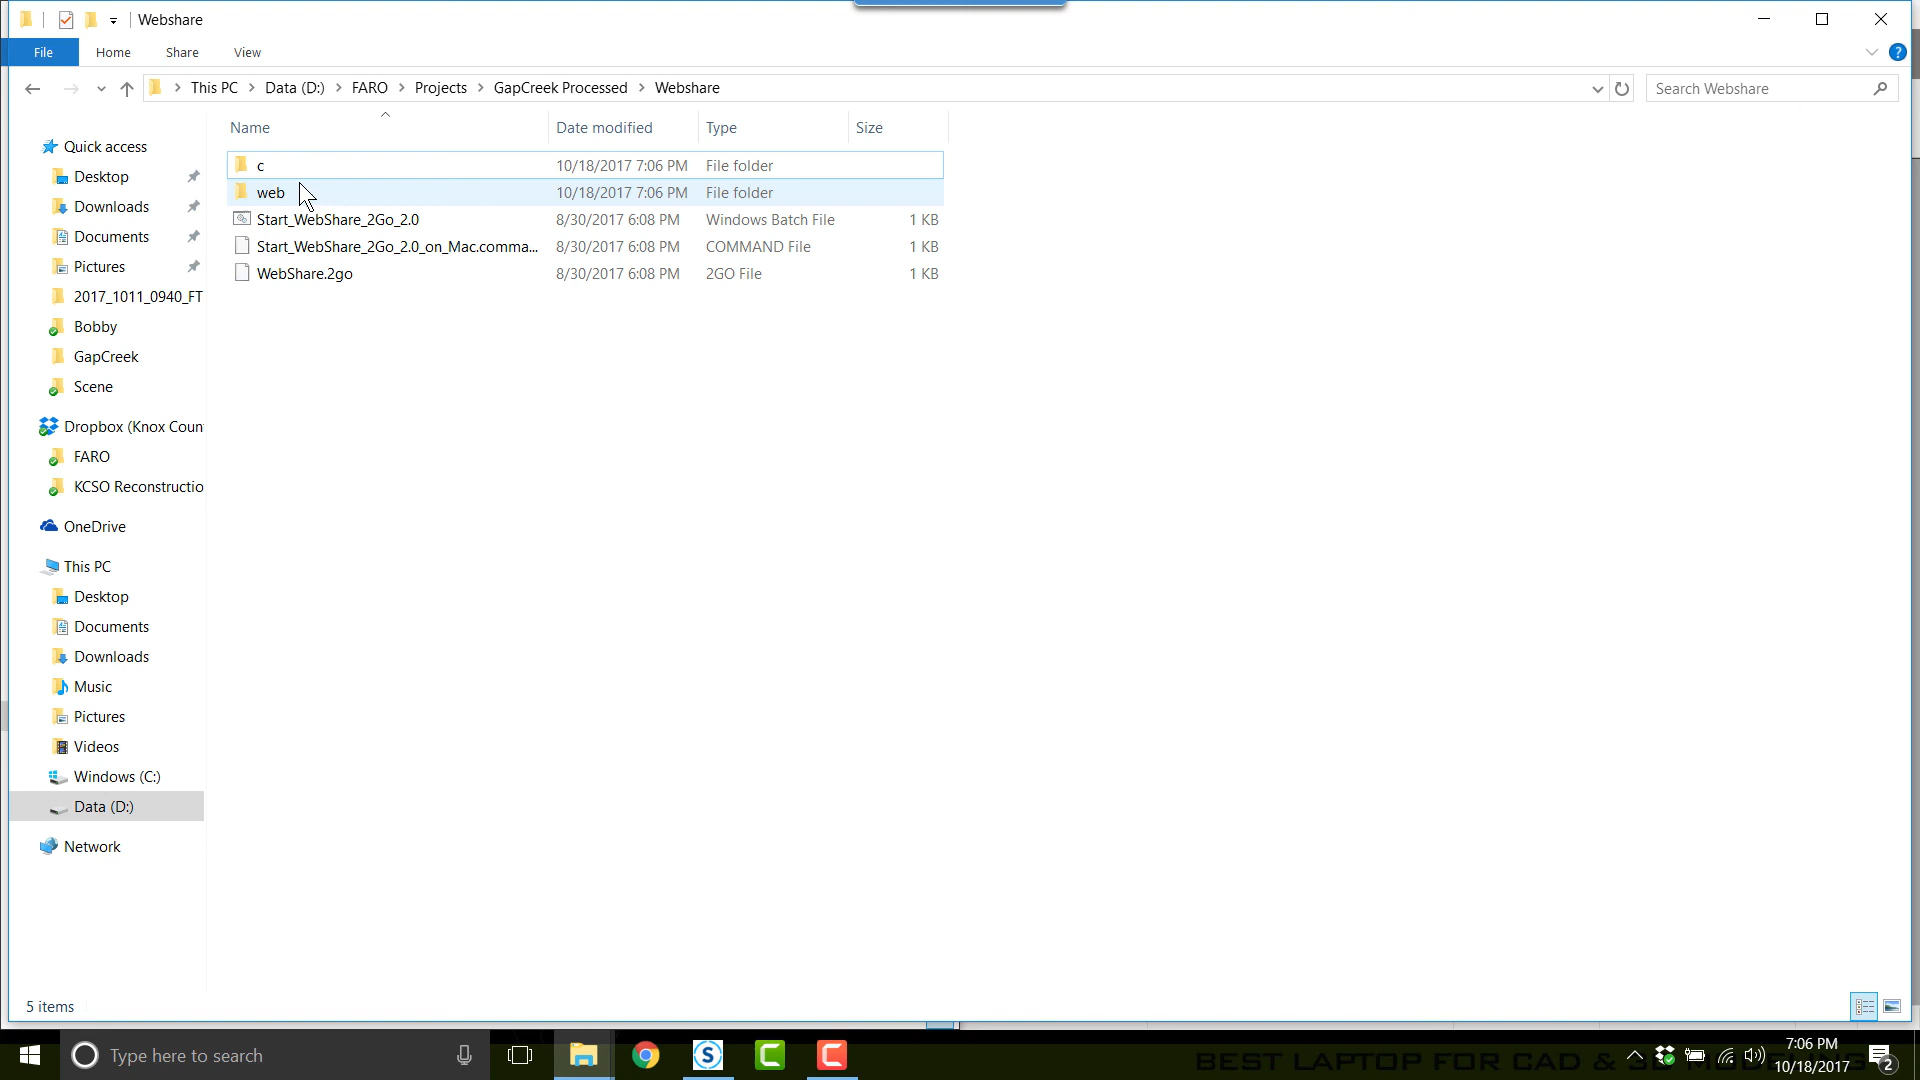 Webshare
File Home Share View
This PC Data (D:) FARO Projects GapCreek Processed Webshare
Search Webshare
Name Date modified Type Size
c 10/18/2017 7:06 PM File folder
web 10/18/2017 7:06 PM File folder
Start_WebShare_2Go_2.0 8/30/2017 6:08 PM Windows Batch File 1 KB
Start_WebShare_2Go_2.0_on_Mac.comma... 8/30/2017 6:08 PM COMMAND File 1 KB
WebShare.2go 8/30/2017 6:08 PM 2GO File 1 KB
Quick access
Desktop
Downloads
Documents
Pictures
2017_1011_0940_FT
Bobby
GapCreek
Scene
Dropbox (Knox Coun
FARO
KCSO Reconstructio
OneDrive
This PC
Desktop
Documents
Downloads
Music
Pictures
Videos
Windows (C:)
Data (D:)
Network
5 items
Type here to search
7:06 PM
10/18/2017
2
BEST LAPTOP FOR CAD & 3D MODELING